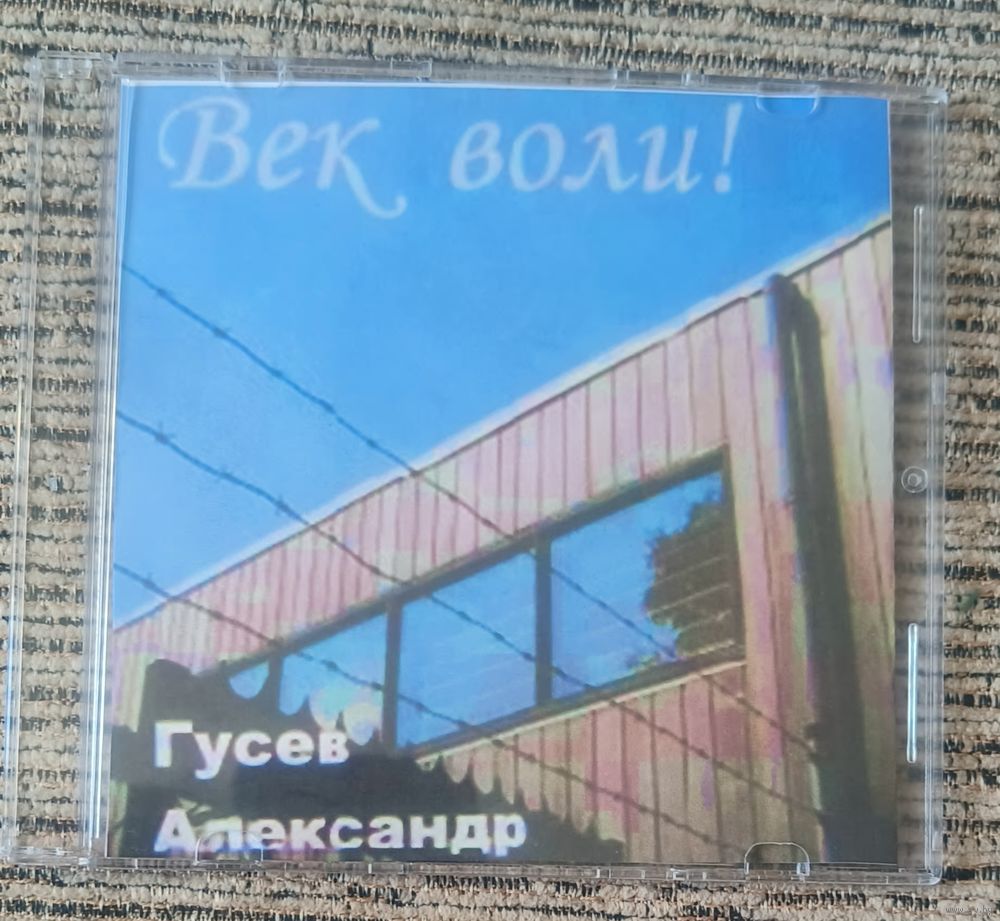 Век воли!
Гусев
Александр